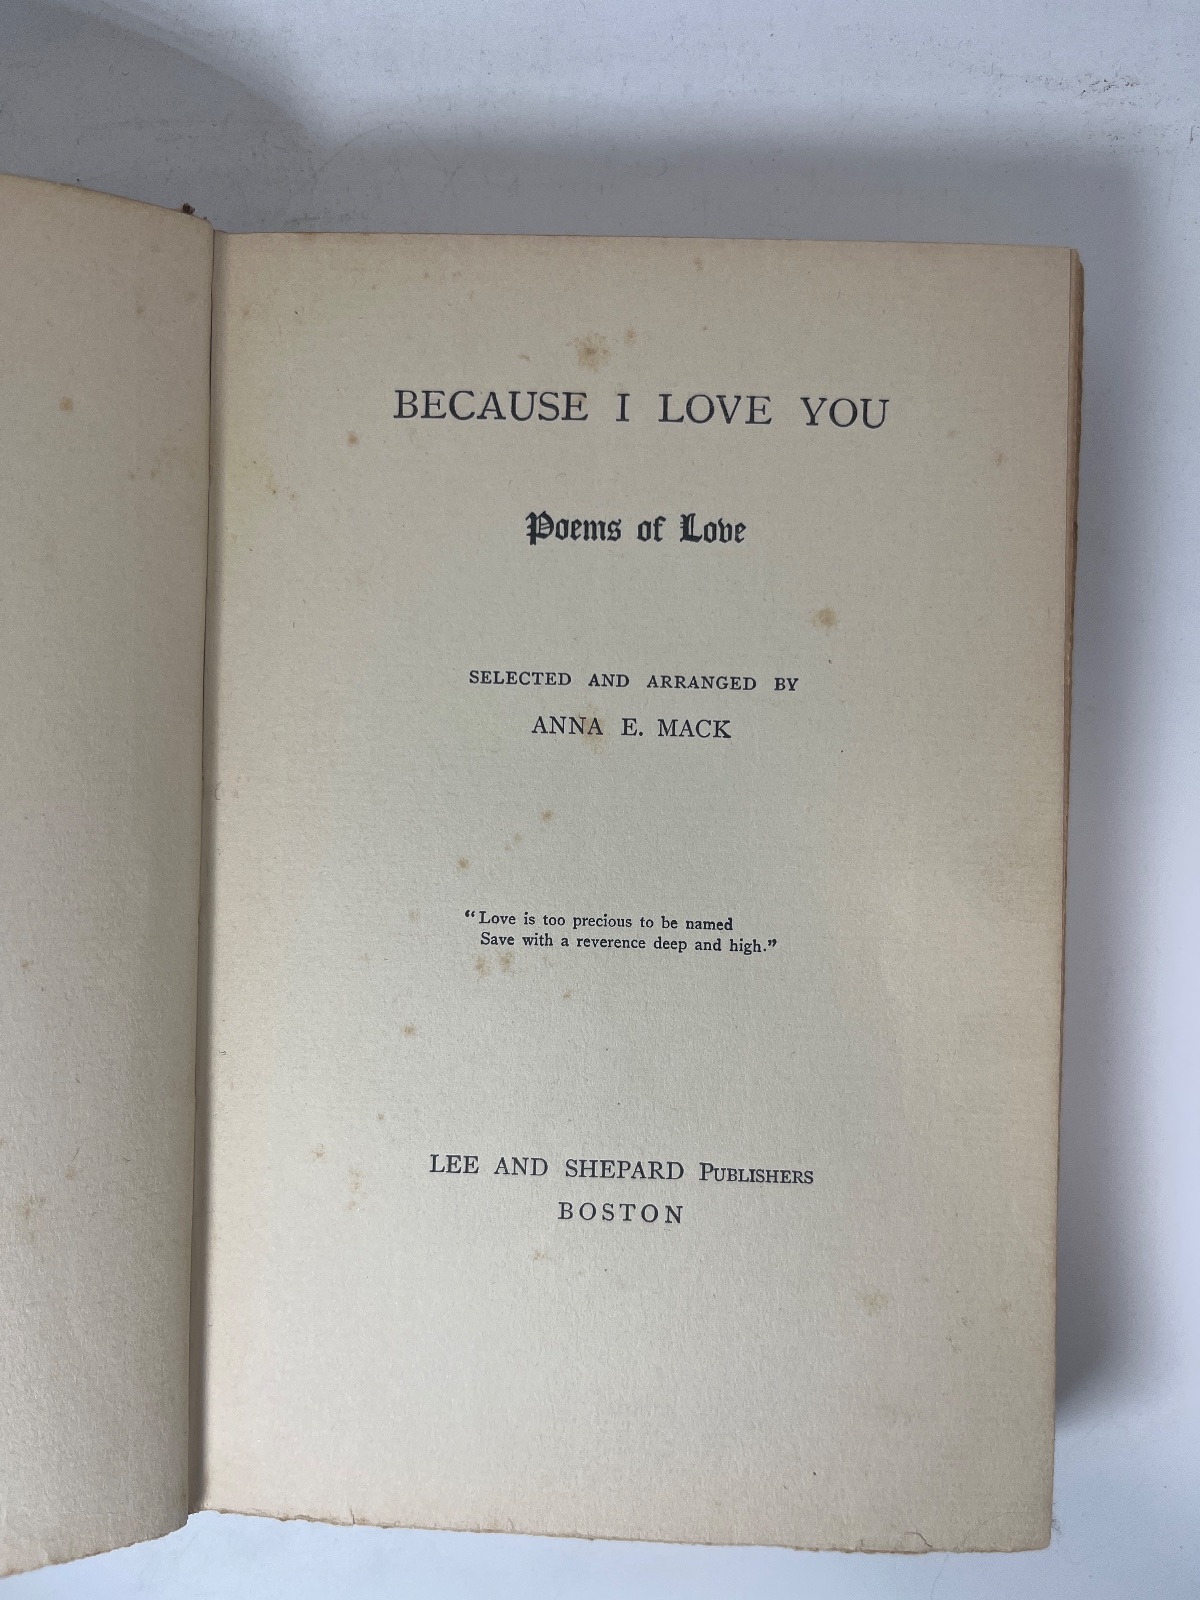 BECAUSE I LOVE YOU
Poems of Love
SELECTED AND ARRANGED BY
ANNA E. MACK
“Love is too precious to be named
Save with a reverence deep and high.”
LEE AND SHEPARD PUBLISHERS
BOSTON